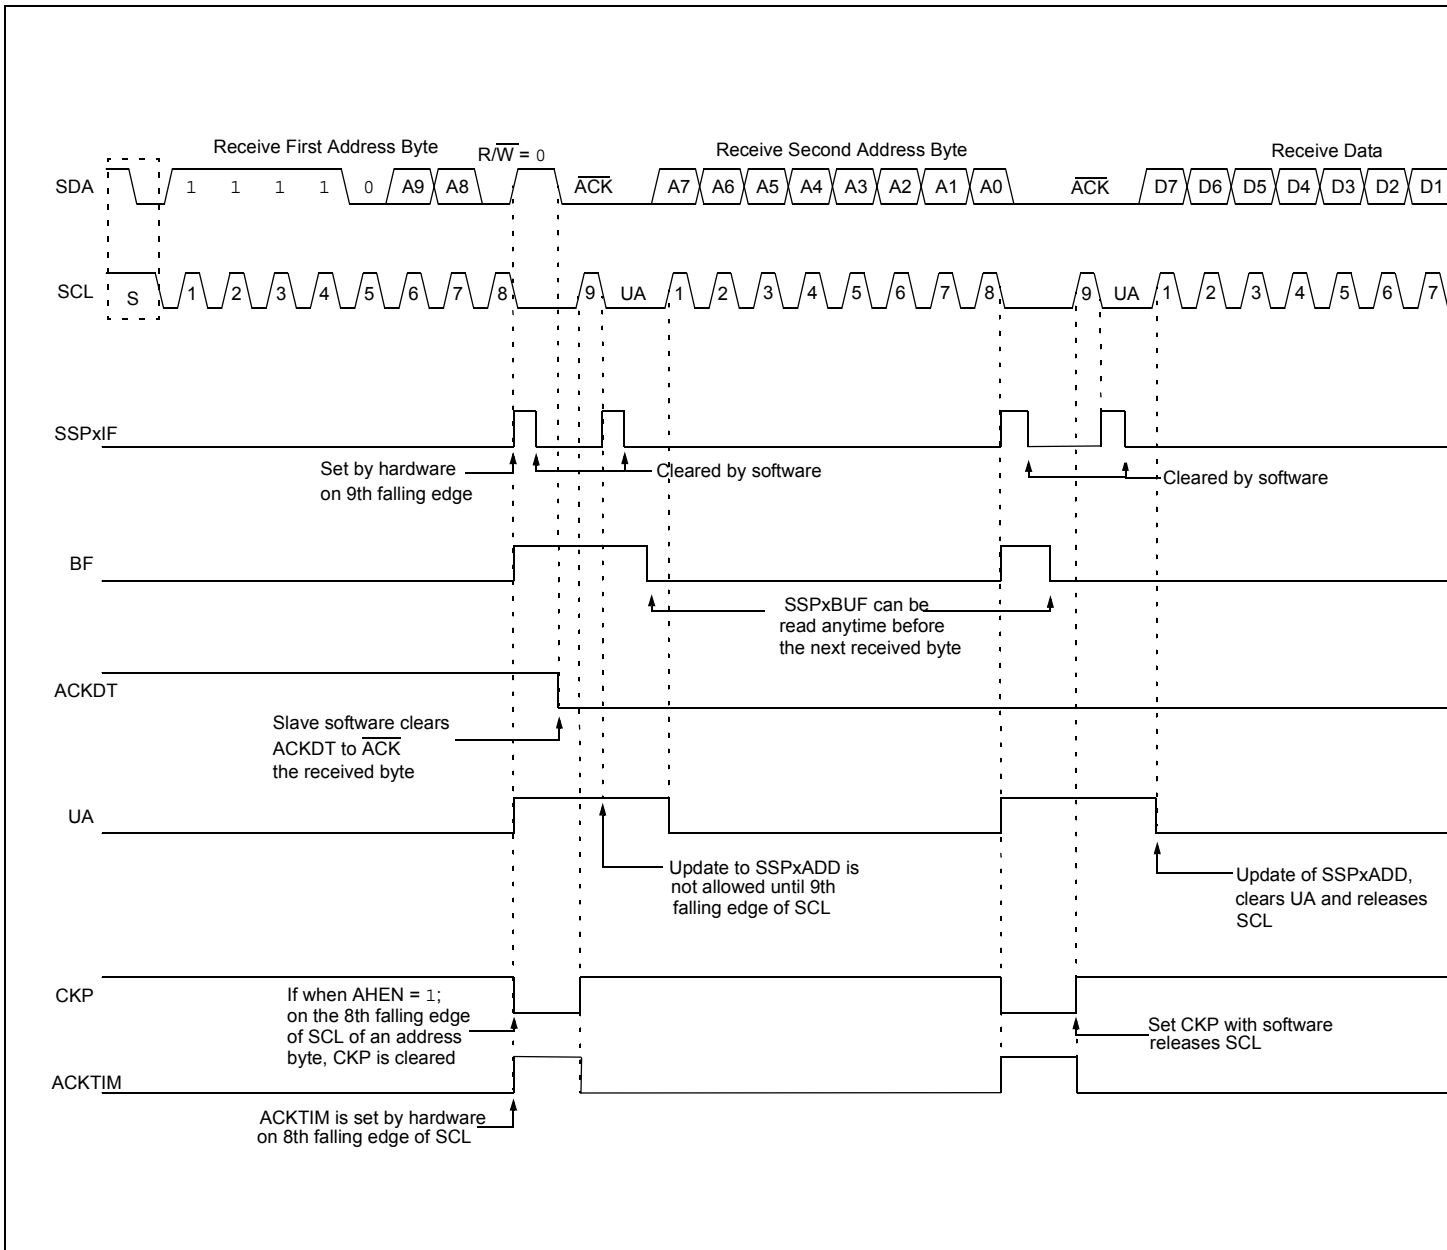 Receive First Address Byte
R/W = 0
Receive Second Address Byte
Receive Data
SDA
1 1 1 1 0 A9 A8
ACK
A7 A6 A5 A4 A3 A2 A1 A0
ACK
D7 D6 D5 D4 D3 D2 D1
SCL
S
1 2 3 4 5 6 7 8
9
UA
1 2 3 4 5 6 7 8
9
UA
1 2 3 4 5 6 7
SSPxIF
Set by hardware
on 9th falling edge
Cleared by software
Cleared by software
BF
SSPxBUF can be
read anytime before
the next received byte
ACKDT
Slave software clears
ACKDT to ACK
the received byte
UA
Update to SSPxADD is
not allowed until 9th
falling edge of SCL
Update of SSPxADD,
clears UA and releases
SCL
CKP
If when AHEN = 1;
on the 8th falling edge
of SCL of an address
byte, CKP is cleared
Set CKP with software
releases SCL
ACKTIM
ACKTIM is set by hardware
on 8th falling edge of SCL